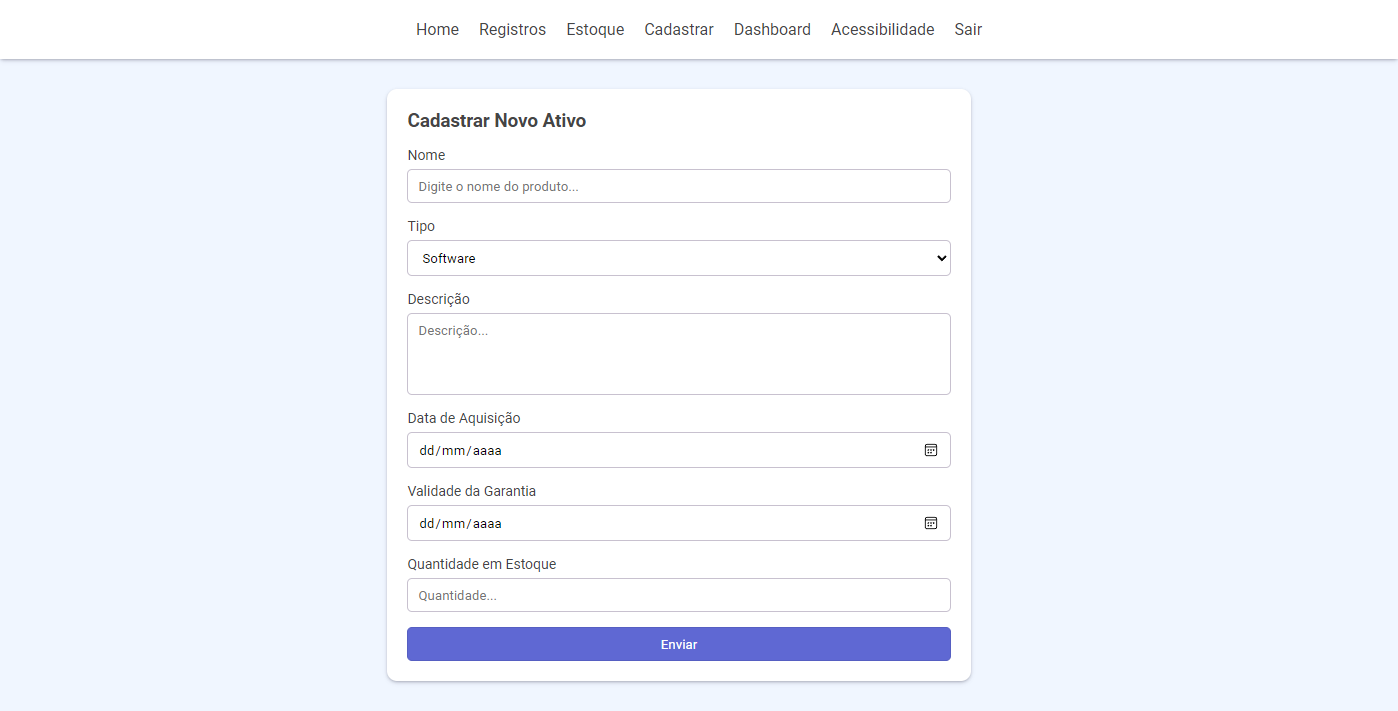 Home Registros Estoque Cadastrar Dashboard Acessibilidade Sair
Cadastrar Novo Ativo
Nome
Digite o nome do produto...
Tipo
Software
Descrição
Descrição...
Data de Aquisição
dd/mm/aaaa
Validade da Garantia
dd/mm/aaaa
Quantidade em Estoque
Quantidade...
Enviar